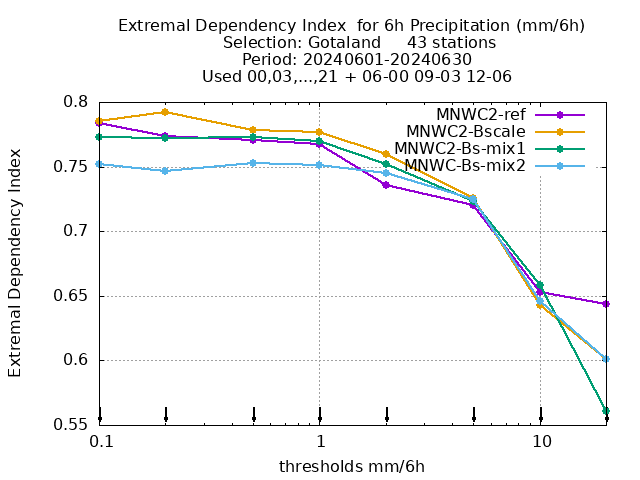 Extremal Dependency Index  for 6h Precipitation (mm/6h)
Selection: Gotaland     43 stations
Period: 20240601-20240630
Used 00,03,...,21 + 06-00 09-03 12-06
MNWC2-ref
MNWC2-Bscale
MNWC2-Bs-mix1
MNWC-Bs-mix2
Extremal Dependency Index
0.8
0.75
0.7
0.65
0.6
0.55
0.1 1 10
thresholds mm/6h